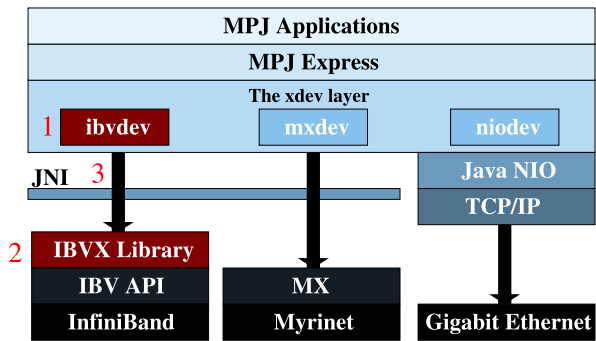 MPJ Applications
MPJ Express
The xdev layer
1 ibvdev mxdev niodev
JNI 3 Java NIO
TCP/IP
2 IBVX Library
IBV API MX
InfiniBand Myrinet Gigabit Ethernet